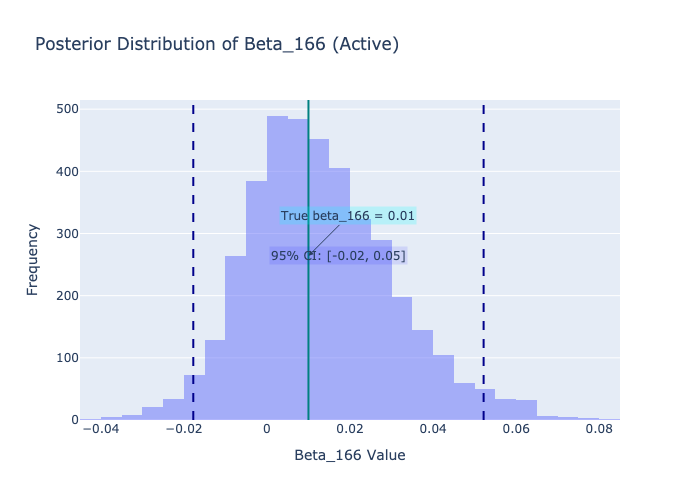 Posterior Distribution of Beta_166 (Active)
500
400
300
200
100
0
Frequency
True beta_166 = 0.01
95% CI: [-0.02, 0.05]
−0.04
−0.02
0
0.02
0.04
0.06
0.08
Beta_166 Value